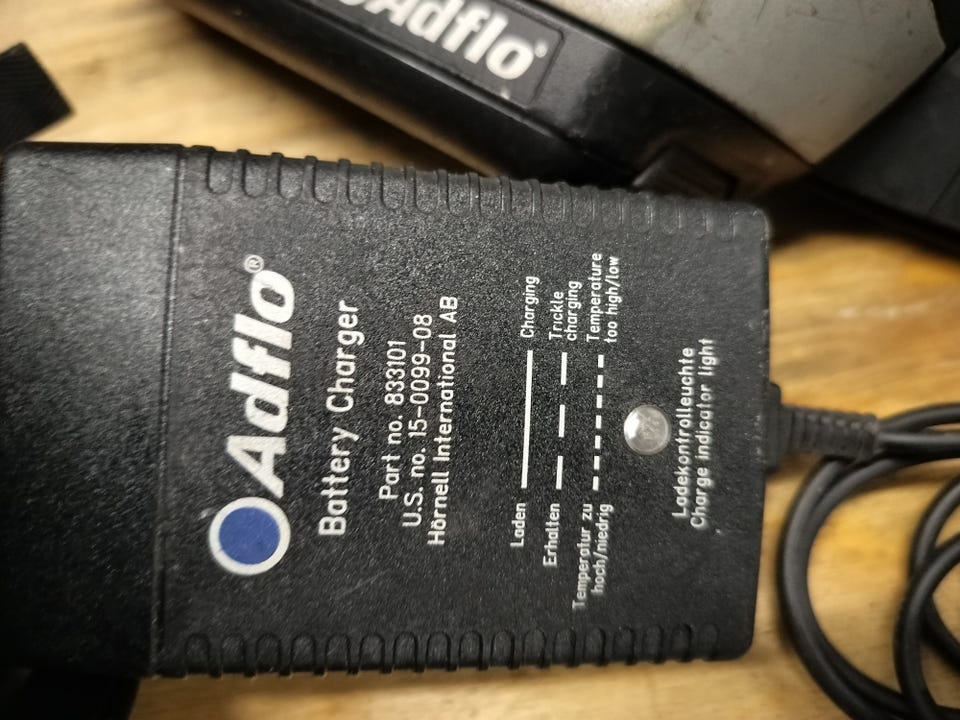 Adflo®
Adflo®
Battery Charger
Part no. 833101
U.S. no. 15-0099-08
Hörnell International AB
Laden Charging
Erhalten Trickle
charging
Temperatur zu Temperature
hoch/niedrig too high/low
Ladekontrolleuchte
Charge indicator light